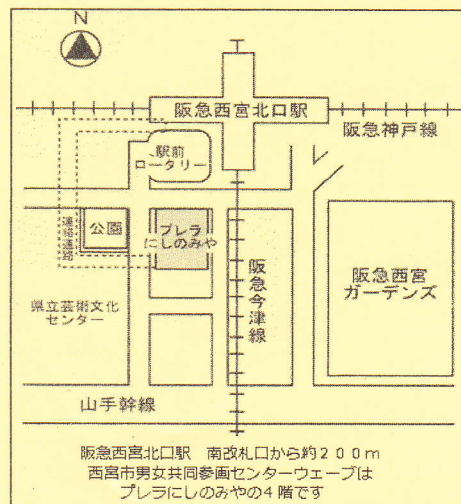 N
阪急西宮北口駅
阪急神戸線
駅前
ロータリー
連絡通路
公園
プレラ
にしのみや
阪急今津線
阪急西宮
ガーデンズ
県立芸術文化
センター
山手幹線
阪急西宮北口駅 南改札口から約200m
西宮市男女共同参画センターウェーブは
プレラにしのみやの4階です